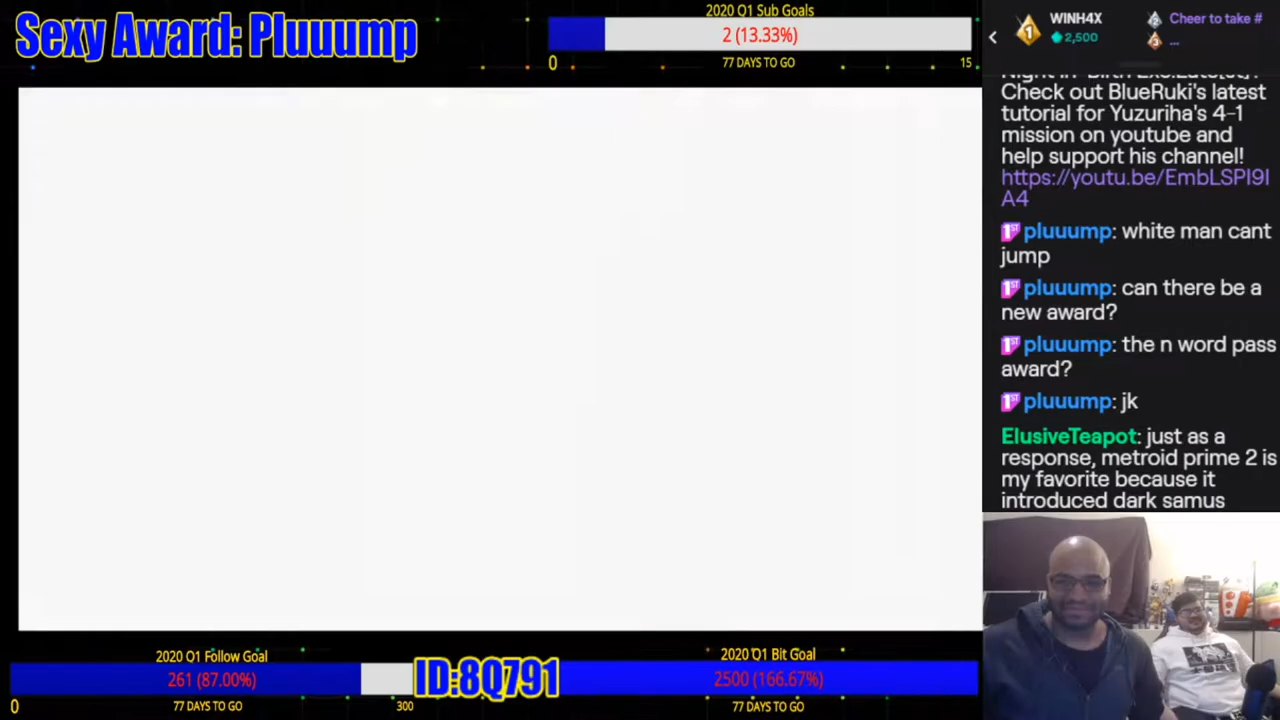 Sexy Award: Pluuump
2020 Q1 Sub Goals
2 (13.33%)
0
77 DAYS TO GO
15
WINH4X
2,500
Cheer to take #
...
Check out BlueRuki's latest
tutorial for Yuzuriha's 4-1
mission on youtube and
help support his channel!
https://youtu.be/EmbLSPI9I
A4
pluuump: white man cant
jump
pluuump: can there be a
new award?
pluuump: the n word pass
award?
pluuump: jk
ElusiveTeapot: just as a
response, metroid prime 2 is
my favorite because it
introduced dark samus
2020 Q1 Follow Goal
261 (87.00%)
0
77 DAYS TO GO
300
ID:8Q791
2020 Q1 Bit Goal
2500 (166.67%)
77 DAYS TO GO